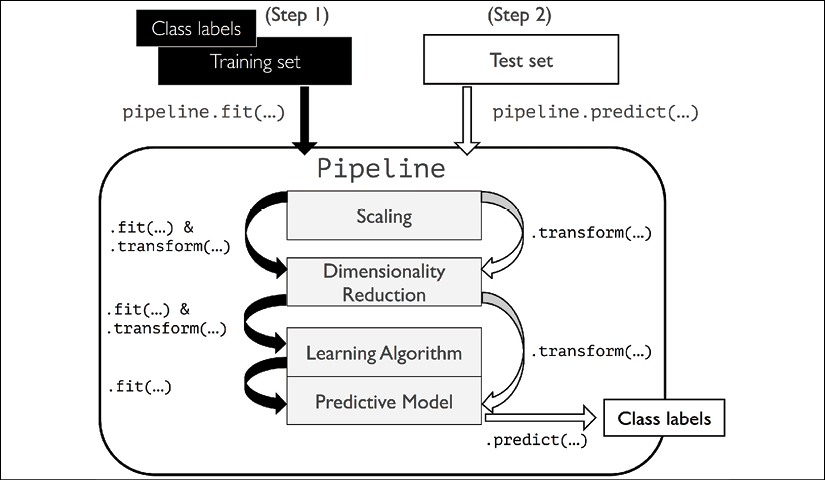 (Step 1)
(Step 2)
Class labels
Training set
Test set
pipeline.fit(…)
pipeline.predict(…)
Pipeline
Scaling
.fit(…) &
.transform(…)
.transform(…)
Dimensionality
Reduction
.fit(…) &
.transform(…)
Learning Algorithm
.transform(…)
.fit(…)
Predictive Model
Class labels
.predict(…)